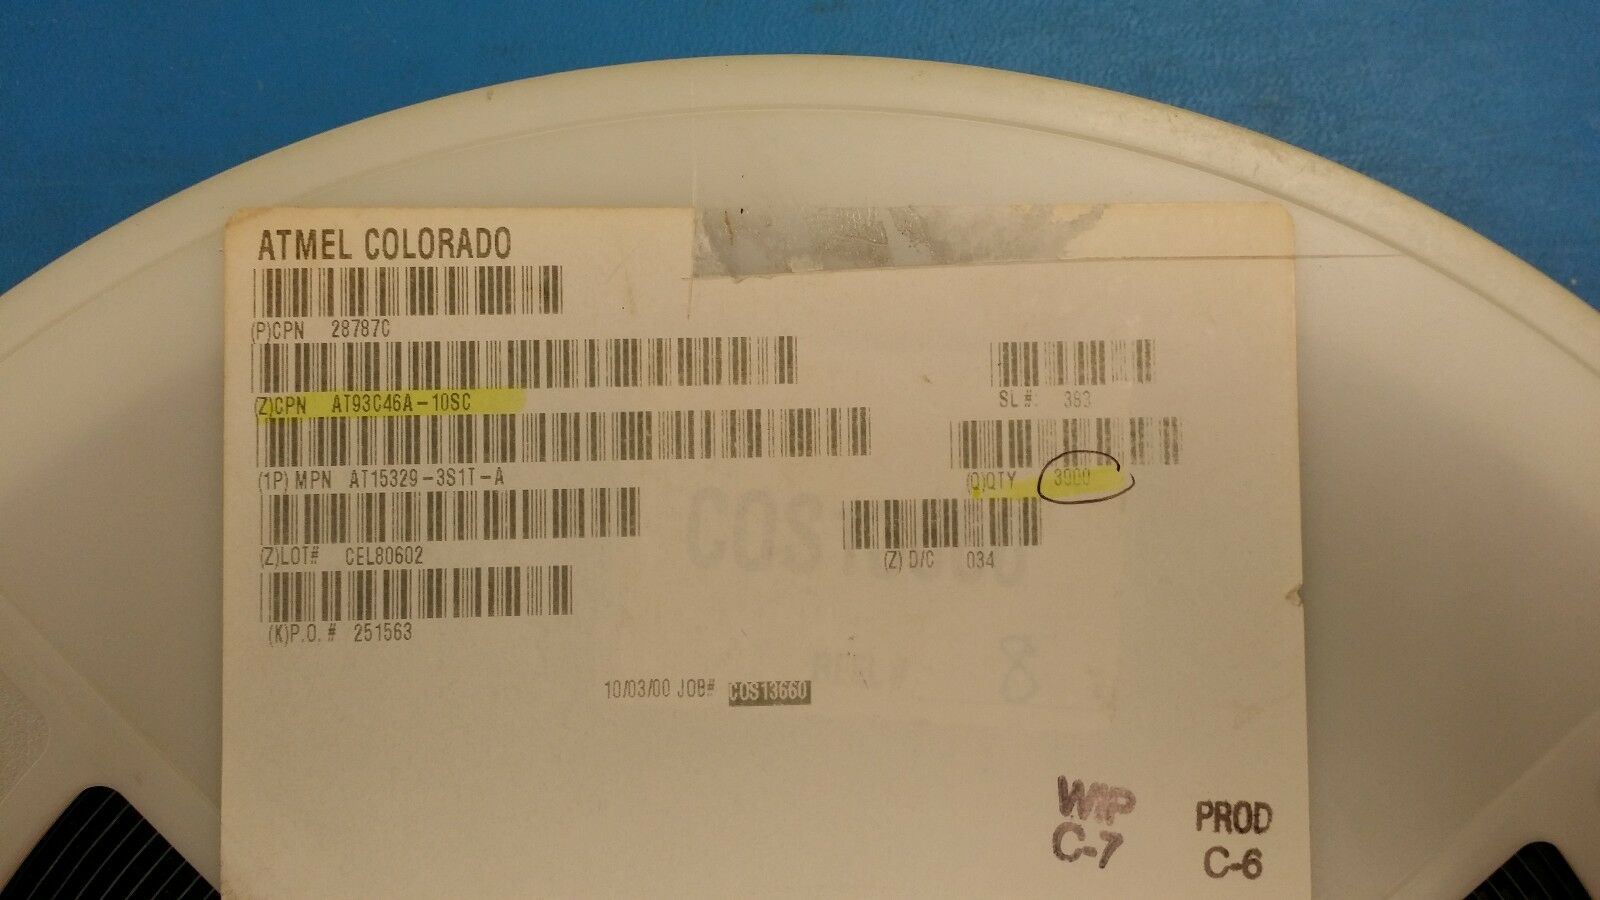 ATMEL COLORADO
(P)CPN 28787C
(Z)CPN AT93C46A-10SC
SL#: 383
(1P) MPN AT15329-3S1T-A
(Q)QTY 3900
(Z)LOT# CEL80602
(Z) D/C 034
(K)P.O.# 251563
10/03/00 JOB# COS13660
WIP
C-7
PROD
C-6